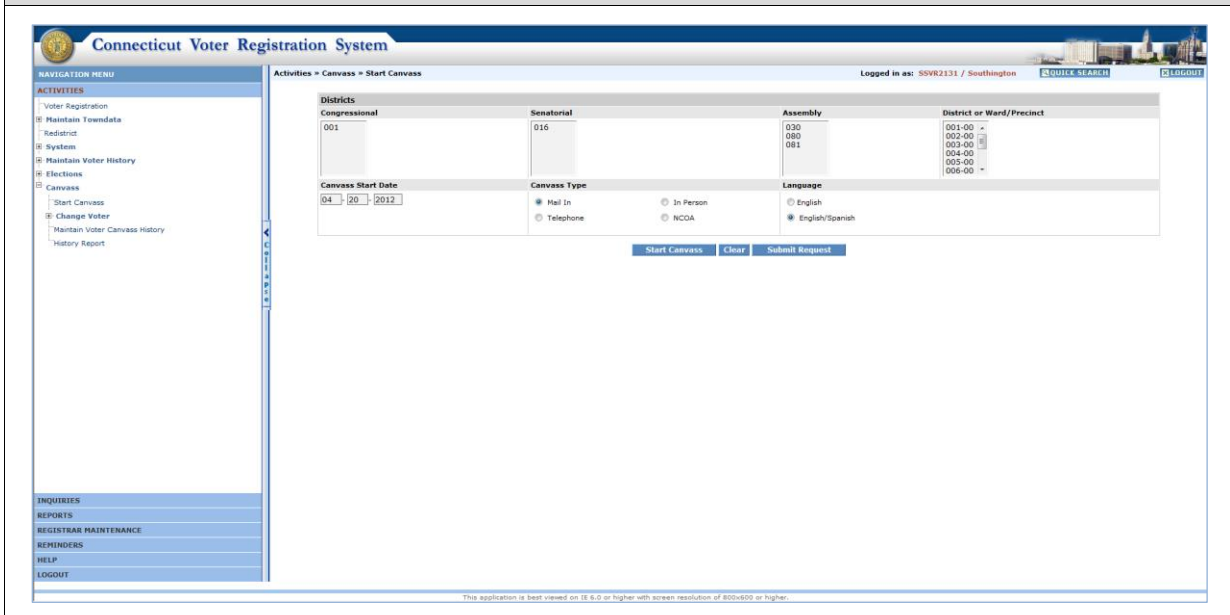 Connecticut Voter Registration System
NAVIGATION MENU
Activities » Canvass » Start Canvass
Logged in as: SSVR2131 / Southington
QUICK SEARCH
LOGOUT
ACTIVITIES
Voter Registration
Maintain Towndata
Redistrict
System
Maintain Voter History
Elections
Canvass
Start Canvass
Change Voter
Maintain Voter Canvass History
History Report
Collapse
Districts
Congressional Senatorial Assembly District or Ward/Precinct
001 016 030 001-00
080 002-00
081 003-00
004-00
005-00
006-00
Canvass Start Date Canvass Type Language
04 - 20 - 2012 Mail In In Person English
Telephone NCOA English/Spanish
Start Canvass Clear Submit Request
INQUIRIES
REPORTS
REGISTRAR MAINTENANCE
REMINDERS
HELP
LOGOUT
This application is best viewed on IE 6.0 or higher with screen resolution of 800x600 or higher.